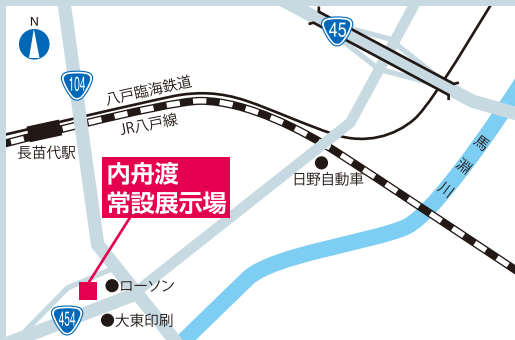 N
45
104
八戸臨海鉄道
JR八戸線
長苗代駅
馬淵川
内舟渡
常設展示場
日野自動車
ローソン
454
大東印刷